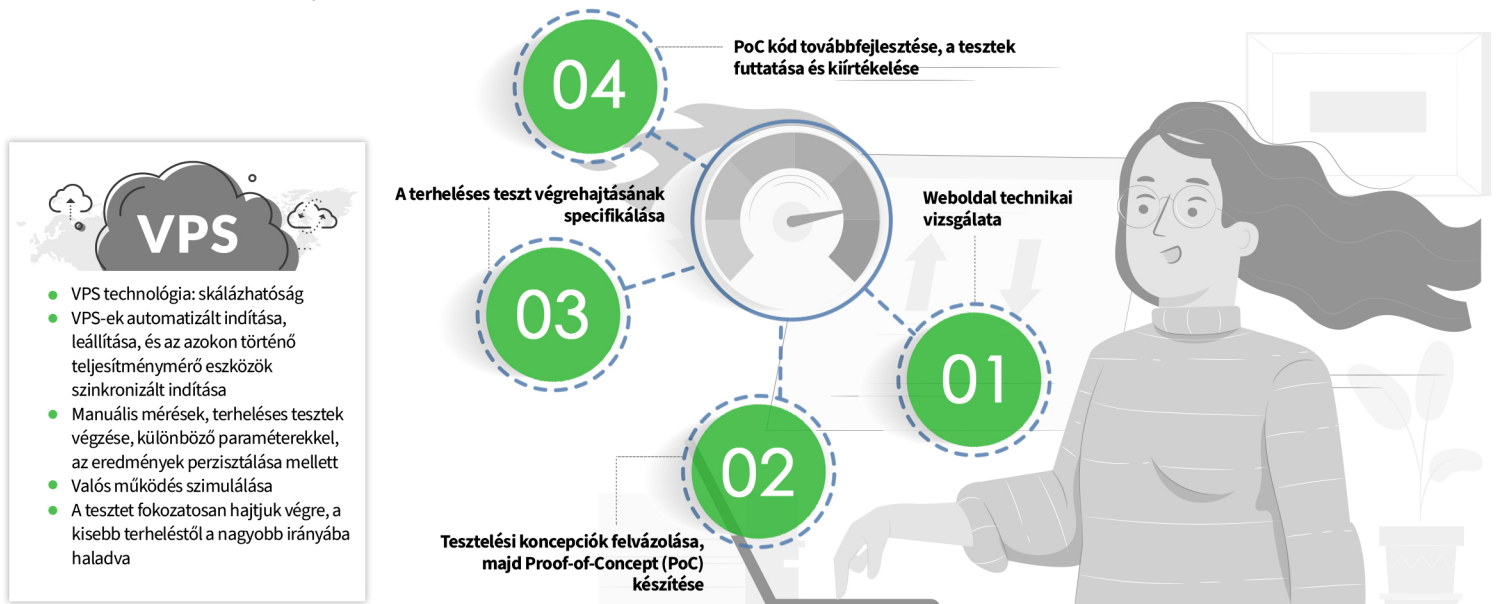 VPS
VPS technológia: skálázhatóság
VPS-ek automatizált indítása,
leállítása, és az azokon történő
teljesítménymérő eszközök
szinkronizált indítása
Manuális mérések, terheléses tesztek
végzése, különböző paraméterekkel,
az eredmények perzisztálása mellett
Valós működés szimulálása
A tesztet fokozatosan hajtjuk végre, a
kisebb terheléstől a nagyobb irányába
haladva
01
Weboldal technikai
vizsgálata
02
Tesztelési koncepciók felvázolása,
majd Proof-of-Concept (PoC)
készítése
03
A terheléses teszt végrehajtásának
specifikálása
04
PoC kód továbbfejlesztése, a tesztek
futtatása és kiírtékelése